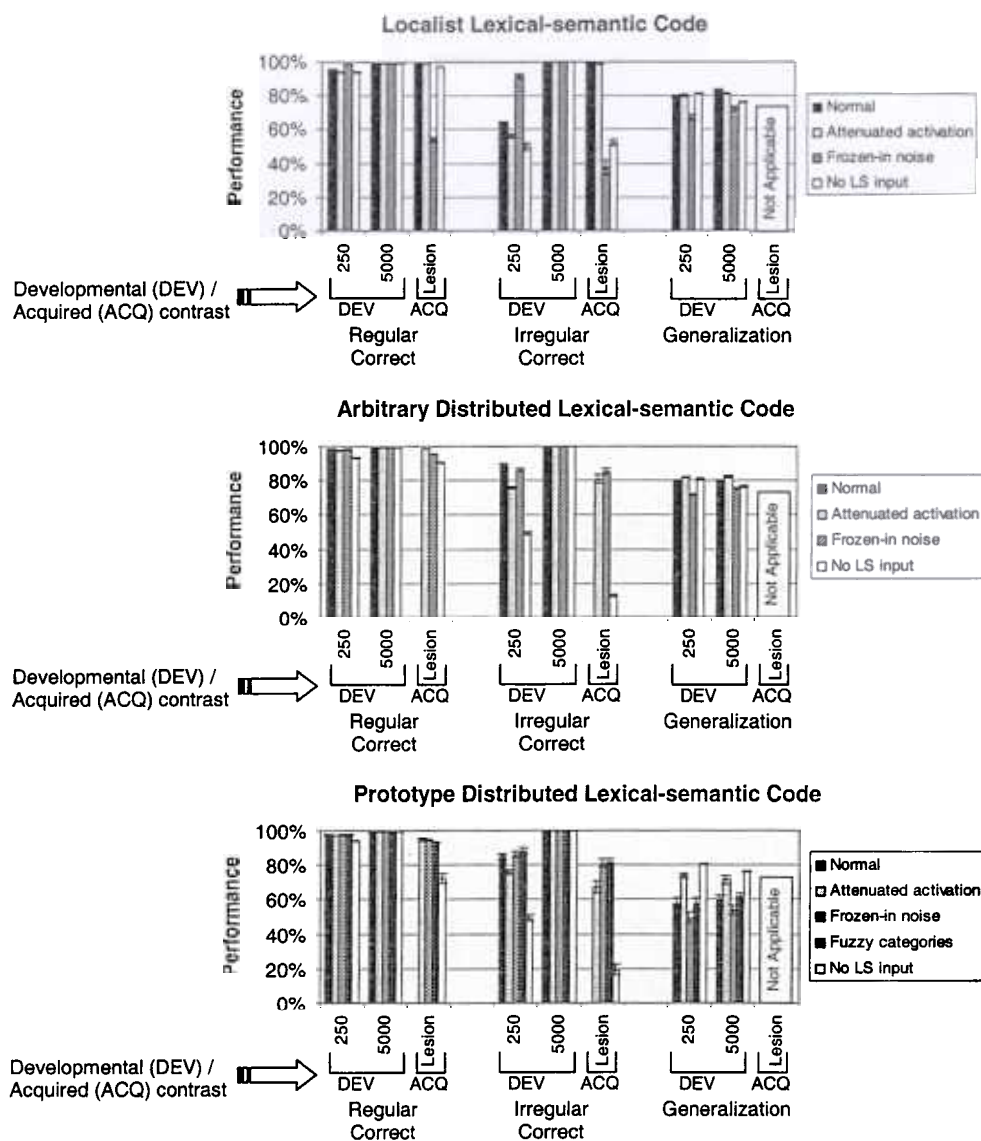 Localist Lexical-semantic Code
100%
80%
60%
40%
20%
0%
Performance
Not Applicable
Normal
Attenuated activation
Frozen-in noise
No LS input
250 5000 Lesion 250 5000 Lesion 250 5000 Lesion
Developmental (DEV) /
Acquired (ACQ) contrast
DEV ACQ DEV ACQ DEV ACQ
Regular Irregular Generalization
Correct Correct
Arbitrary Distributed Lexical-semantic Code
100%
80%
60%
40%
20%
0%
Performance
Not Applicable
Normal
Attenuated activation
Frozen-in noise
No LS input
250 5000 Lesion 250 5000 Lesion 250 5000 Lesion
Developmental (DEV) /
Acquired (ACQ) contrast
DEV ACQ DEV ACQ DEV ACQ
Regular Irregular Generalization
Correct Correct
Prototype Distributed Lexical-semantic Code
100%
80%
60%
40%
20%
0%
Performance
Not Applicable
Normal
Attenuated activation
Frozen-in noise
Fuzzy categories
No LS input
250 5000 Lesion 250 5000 Lesion 250 5000 Lesion
Developmental (DEV) /
Acquired (ACQ) contrast
DEV ACQ DEV ACQ DEV ACQ
Regular Irregular Generalization
Correct Correct